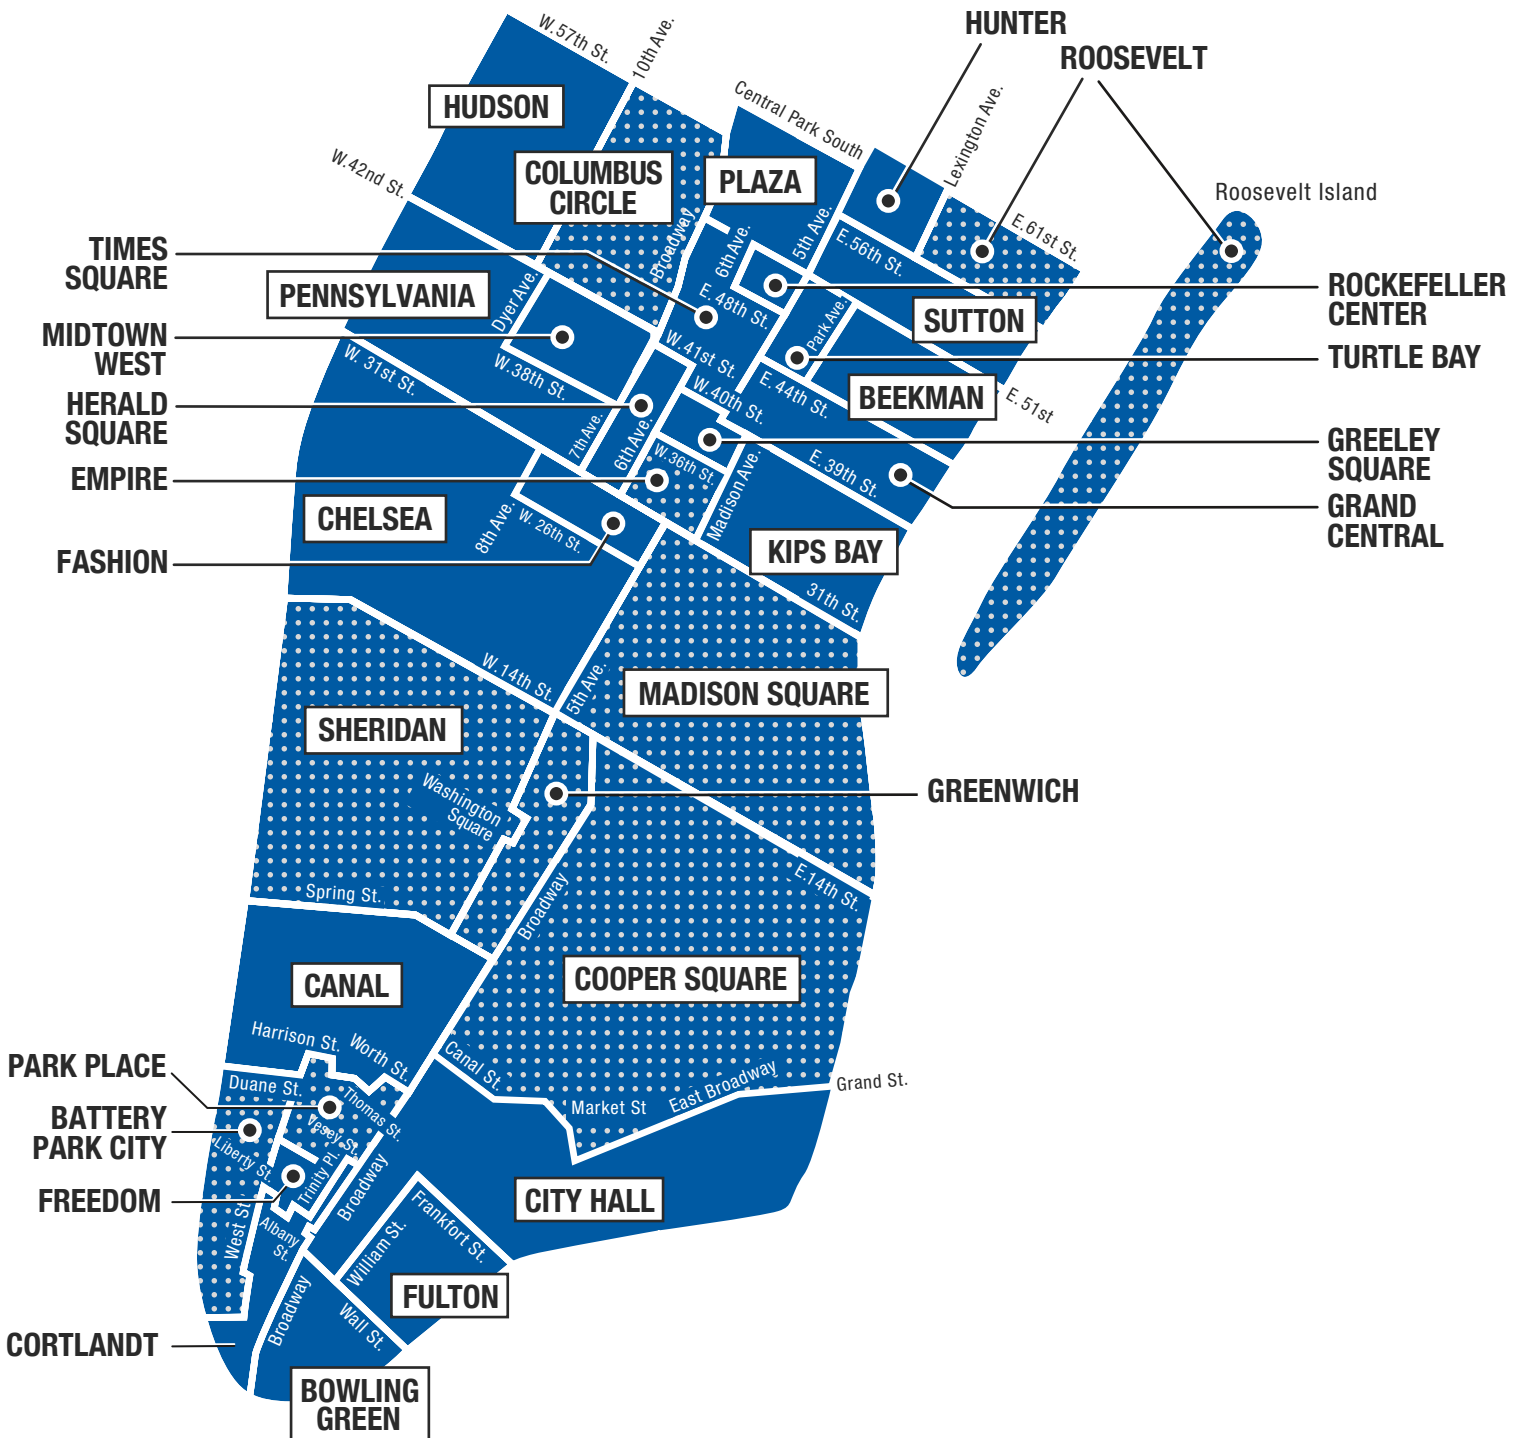 HUNTER
ROOSEVELT
W.57th St.
10th Ave.
Central Park South
Lexington Ave.
HUDSON
W.42nd St.
COLUMBUS
CIRCLE
PLAZA
Roosevelt Island
E.61st St.
TIMES
SQUARE
PENNSYLVANIA
Dyer Ave.
Broadway
6th Ave.
5th Ave.
E.56th St.
ROCKEFELLER
CENTER
SUTTON
E. 48th St.
Park Ave.
MIDTOWN
WEST
W. 31st St.
W.38th St.
W.41st St.
TURTLE BAY
W.40th St.
E.44th St.
BEEKMAN
E.51st
HERALD
SQUARE
7th Ave.
6th Ave.
GREELEY
SQUARE
W.36th St.
E.39th St.
EMPIRE
CHELSEA
8th Ave.
W. 26th St.
Madison Ave.
GRAND
CENTRAL
KIPS BAY
FASHION
31th St.
W.14th St.
5th Ave.
MADISON SQUARE
SHERIDAN
Washington
Square
GREENWICH
Spring St.
Broadway
E.14th St.
CANAL
COOPER SQUARE
Harrison St.
Worth St.
Canal St.
PARK PLACE
Duane St.
Thomas St.
Market St
East Broadway
Grand St.
BATTERY
PARK CITY
Vesey St.
Liberty St.
Trinity Pl.
FREEDOM
Broadway
CITY HALL
West St.
Albany
St.
William St.
Frankfort St.
FULTON
CORTLANDT
Broadway
Wall St.
BOWLING
GREEN